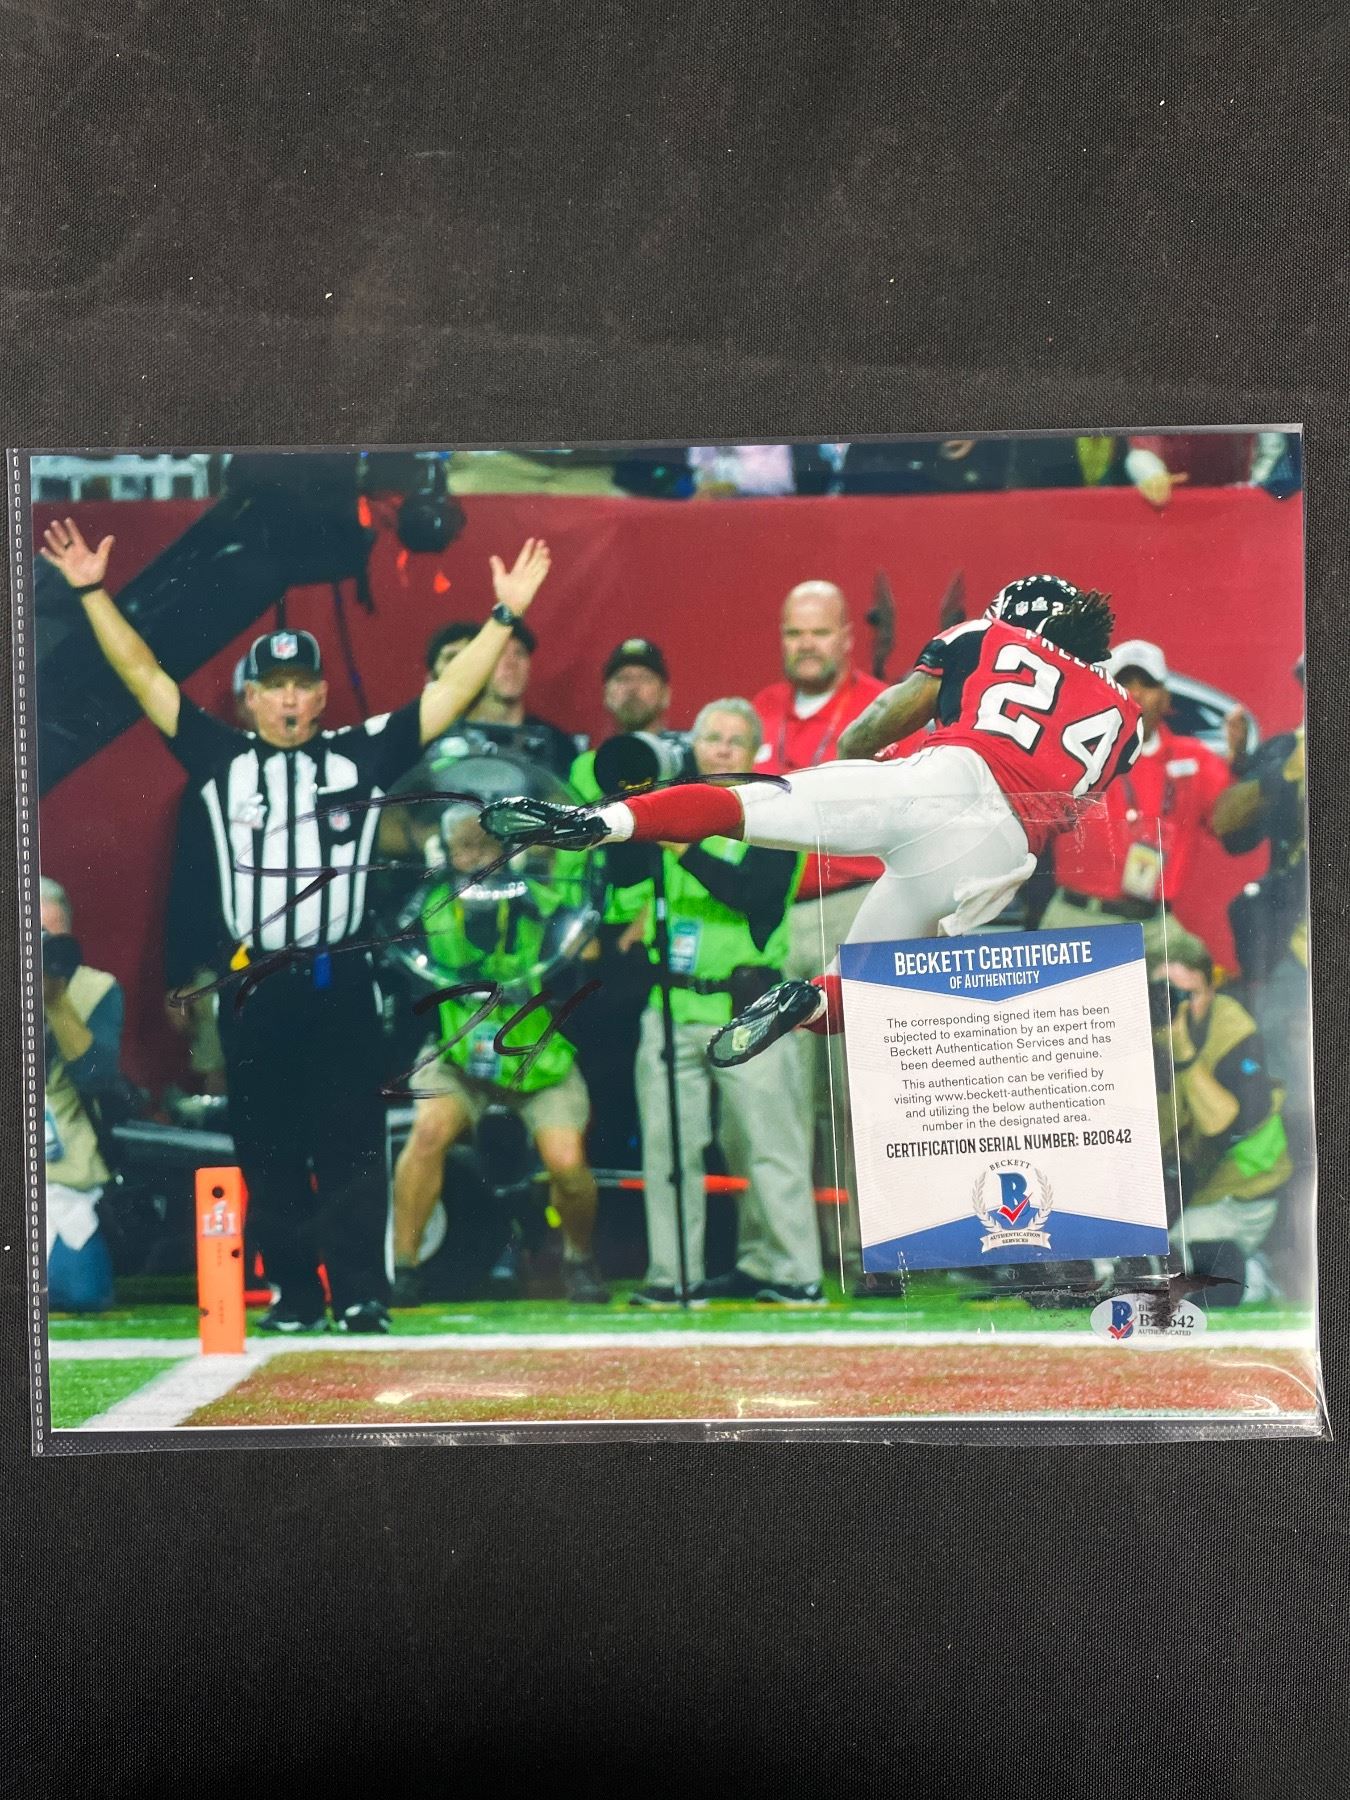 FREEMAN
24
2
24
BECKETT CERTIFICATE
OF AUTHENTICITY
The corresponding signed item has been
subjected to examination by an expert from
Beckett Authentication Services and has
been deemed authentic and genuine.
This authentication can be verified by
visiting www.beckett-authentication.com
and utilizing the below authentication
number in the designated area.
CERTIFICATION SERIAL NUMBER: B20642
BECKETT
B
AUTHENTICATION
SERVICES
B
BECKETT
B20642
AUTHENTICATED